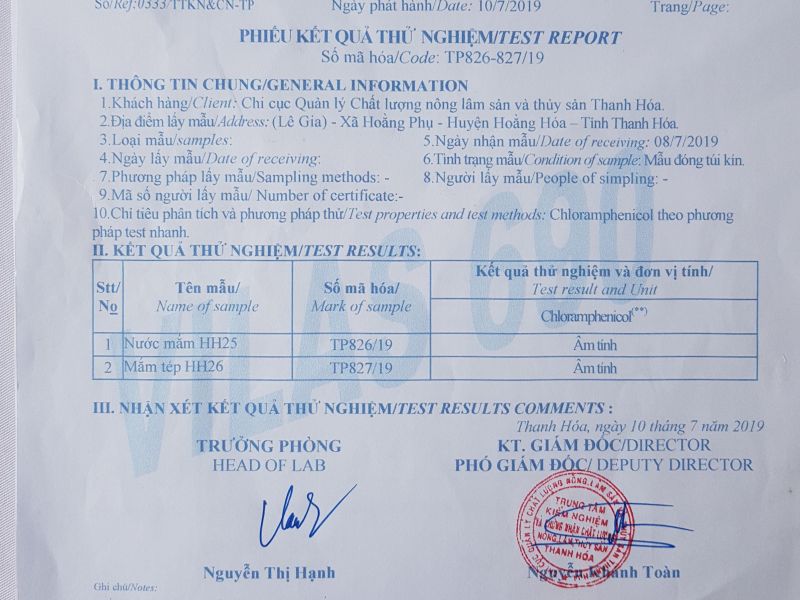 Số/Ref:0333/TTKN&CN-TP Ngày phát hành/Date: 10/7/2019 Trang/Page:
PHIẾU KẾT QUẢ THỬ NGHIỆM/TEST REPORT
Số mã hóa/Code: TP826-827/19
I. THÔNG TIN CHUNG/GENERAL INFORMATION
1.Khách hàng/Client: Chi cục Quản lý Chất lượng nông lâm sản và thủy sản Thanh Hóa.
2.Địa điểm lấy mẫu/Address: (Lê Gia) - Xã Hoằng Phụ - Huyện Hoằng Hóa – Tỉnh Thanh Hóa.
3.Loại mẫu/samples: 5.Ngày nhận mẫu/Date of receiving: 08/7/2019
4.Ngày lấy mẫu/Date of receiving: 6.Tình trạng mẫu/Condition of sample: Mẫu đóng túi kín.
7.Phương pháp lấy mẫu/Sampling methods: - 8.Người lấy mẫu/People of simpling: -
9.Mã số người lấy mẫu/ Number of certificate:-
10.Chỉ tiêu phân tích và phương pháp thử/Test properties and test methods: Chloramphenicol theo phương
pháp test nhanh.
II. KẾT QUẢ THỬ NGHIỆM/TEST RESULTS:
Stt/ No Tên mẫu/ Name of sample Số mã hóa/ Mark of sample Kết quả thử nghiệm và đơn vị tính/ Test result and Unit
Chloramphenicol(**)
1 Nước mắm HH25 TP826/19 Âm tính
2 Mắm tép HH26 TP827/19 Âm tính
VILAS 690
III. NHẬN XÉT KẾT QUẢ THỬ NGHIỆM/TEST RESULTS COMMENTS :
Thanh Hóa, ngày 10 tháng 7 năm 2019
TRƯỞNG PHÒNG KT. GIÁM ĐỐC/DIRECTOR
HEAD OF LAB PHÓ GIÁM ĐỐC/ DEPUTY DIRECTOR
TRUNG TÂM
KIỂM NGHIỆM
VÀ CHỨNG NHẬN CHẤT LƯỢNG
NÔNG, LÂM, THỦY SẢN
THANH HÓA
Nguyễn Thị Hạnh Nguyễn Khánh Toàn
Ghi chú/Notes: